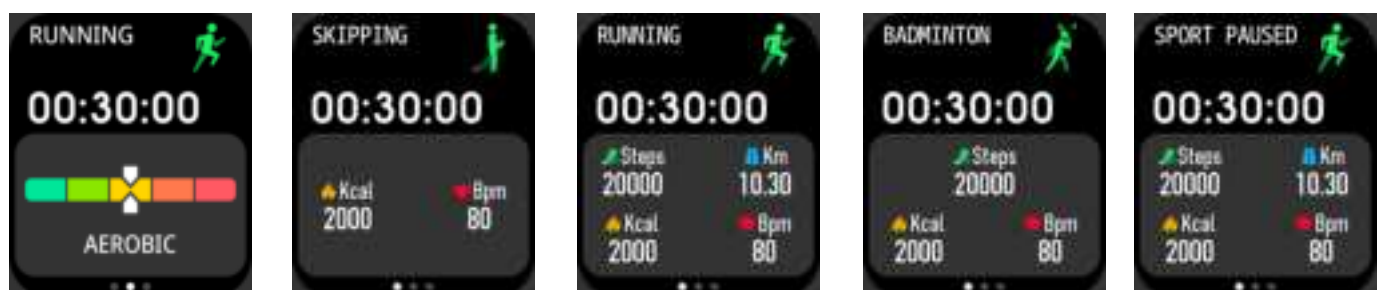 RUNNING
00:30:00
AEROBIC
SKIPPING
00:30:00
Kcal Bpm
2000 80
RUNNING
00:30:00
Steps Km
20000 10.30
Kcal Bpm
2000 80
BADMINTON
00:30:00
Steps
20000
Kcal Bpm
2000 80
SPORT PAUSED
00:30:00
Steps Km
20000 10.30
Kcal Bpm
2000 80